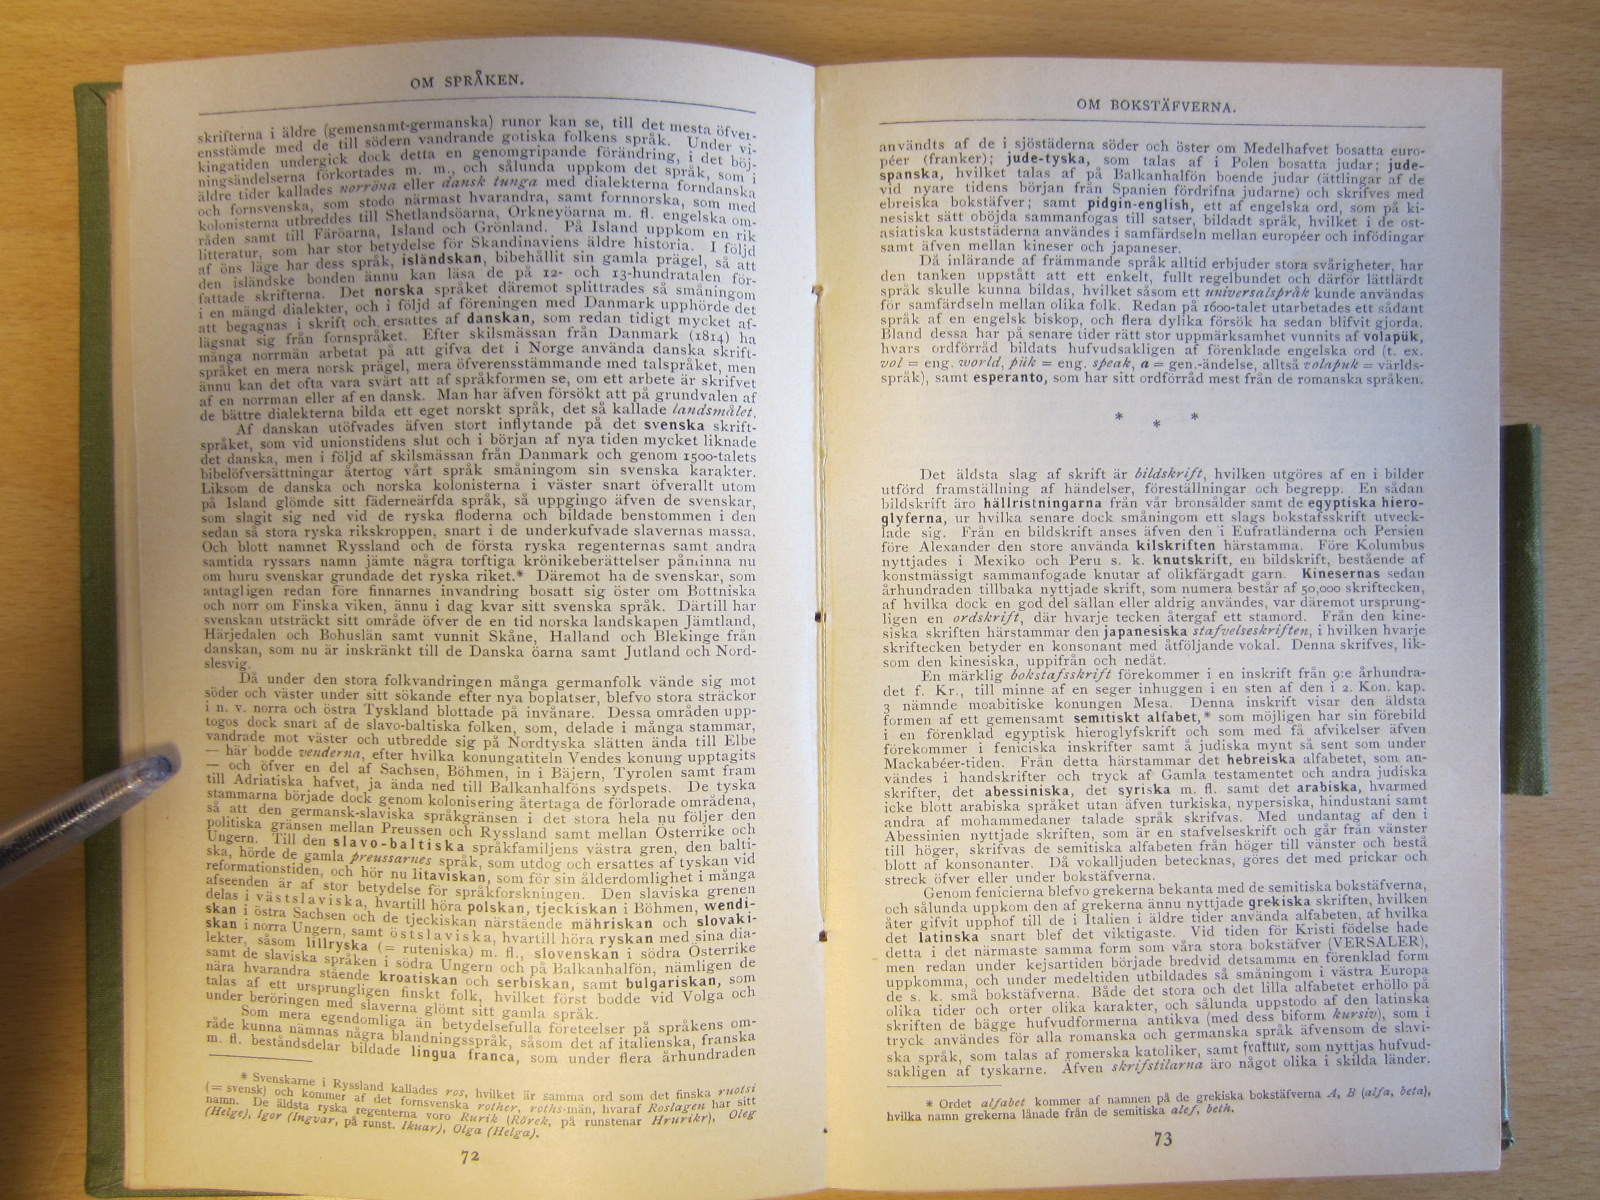 OM SPRÅKEN.
skrifterna i äldre (gemensamt-germanska) runor kan se, till det mesta öfver-
ensstämde med de till södern vandrande gotiska folkens språk. Under vi-
kingatiden undergick dock detta en genomgripande förändring, i det böj-
ningsändelserna förkortades m. m., och sålunda uppkom det språk, som i
äldre tider kallades norröna eller dansk tunga med dialekterna forndanska
och fornsvenska, som stodo närmast hvarandra, samt fornnorska, som med
kolonisterna utbreddes till Shetlandsöarna, Orkneyöarna m. fl. engelska om-
råden samt till Färöarna, Island och Grönland. På Island uppkom en rik
litteratur, som har stor betydelse för Skandinaviens äldre historia. I följd
af öns läge har dess språk, isländskan, bibehållit sin gamla prägel, så att
den isländske bonden ännu kan läsa de på 12- och 13-hundratalen för-
fattade skrifterna. Det norska språket däremot splittrades så småningom
i en mängd dialekter, och i följd af föreningen med Danmark upphörde det
att begagnas i skrift och ersattes af danskan, som redan tidigt mycket af-
lägsnat sig från fornspråket. Efter skilsmässan från Danmark (1814) ha
många norrmän arbetat på att gifva det i Norge använda danska skrift-
språket en mera norsk prägel, mera öfverensstämmande med talspråket, men
ännu kan det ofta vara svårt att af språkformen se, om ett arbete är skrifvet
af en norrman eller af en dansk. Man har äfven försökt att på grundvalen af
de bättre dialekterna bilda ett eget norskt språk, det så kallade landsmålet.
Af danskan utöfvades äfven stort inflytande på det svenska skrift-
språket, som vid unionstidens slut och i början af nya tiden mycket liknade
det danska, men i följd af skilsmässan från Danmark och genom 1500-talets
bibelöfversättningar återtog vårt språk småningom sin svenska karakter.
Liksom de danska och norska kolonisterna i väster snart öfverallt utom
på Island glömde sitt fäderneärfda språk, så uppgingo äfven de svenskar,
som slagit sig ned vid de ryska floderna och bildade benstommen i den
sedan så stora ryska rikskroppen, snart i de underkufvade slavernas massa.
Och blott namnet Ryssland och de första ryska regenternas samt andra
samtida ryssars namn jämte några torftiga krönikeberättelser påminna nu
om huru svenskar grundade det ryska riket.* Däremot ha de svenskar, som
antagligen redan före finnarnes invandring bosatt sig öster om Bottniska
och norr om Finska viken, ännu i dag kvar sitt svenska språk. Därtill har
svenskan utsträckt sitt område öfver de en tid norska landskapen Jämtland,
Härjedalen och Bohuslän samt vunnit Skåne, Halland och Blekinge från
danskan, som nu är inskränkt till de Danska öarna samt Jutland och Nord-
slesvig.
Då under den stora folkvandringen många germanfolk vände sig mot
söder och väster under sitt sökande efter nya boplatser, blefvo stora sträckor
i n. v. norra och östra Tyskland blottade på invånare. Dessa områden upp-
togos dock snart af de slavo-baltiska folken, som, delade i många stammar,
vandrade mot väster och utbredde sig på Nordtyska slätten ända till Elbe
— här bodde venderna, efter hvilka konungatiteln Vendes konung upptagits
— och öfver en del af Sachsen, Böhmen, in i Bäjern, Tyrolen samt fram
till Adriatiska hafvet, ja ända ned till Balkanhalföns sydspets. De tyska
stammarna började dock genom kolonisering återtaga de förlorade områdena,
så att den germansk-slaviska språkgränsen i det stora hela nu följer den
politiska gränsen mellan Preussen och Ryssland samt mellan Österrike och
Ungern. Till den slavo-baltiska språkfamiljens västra gren, den balti-
ska, hörde de gamla preussarnes språk, som utdog och ersattes af tyskan vid
reformationstiden, och hör nu litaviskan, som för sin ålderdomlighet i många
afseenden är af stor betydelse för språkforskningen. Den slaviska grenen
delas i västslaviska, hvartill höra polskan, tjeckiskan i Böhmen, wendi-
skan i östra Sachsen och de tjeckiskan närstående mähriskan och slovaki-
skan i norra Ungern, samt östslaviska, hvartill höra ryskan med sina dia-
lekter, såsom lillryska (= ruteniska) m. fl., slovenskan i södra Österrike
samt de slaviska språken i södra Ungern och på Balkanhalfön, nämligen de
nära hvarandra stående kroatiskan och serbiskan, samt bulgariskan, som
talas af ett ursprungligen finskt folk, hvilket först bodde vid Volga och
under beröringen med slaverna glömt sitt gamla språk.
Som mera egendomliga än betydelsefulla företeelser på språkens om-
råde kunna nämnas några blandningsspråk, såsom det af italienska, franska
m. fl. beståndsdelar bildade lingua franca, som under flera århundraden
* Svenskarne i Ryssland kallades ros, hvilket är samma ord som det finska ruotsi
(= svensk) och kommer af det fornsvenska rother, roths-män, hvaraf Roslagen har sitt
namn. De äldsta ryska regenterna voro Rurik (Rörek, på runstenar Hrurikr), Oleg
(Helge), Igor (Ingvar, på runst. Ikuar), Olga (Helga).
72
OM BOKSTÄFVERNA.
användts af de i sjöstäderna söder och öster om Medelhafvet bosatta euro-
péer (franker); jude-tyska, som talas af i Polen bosatta judar; jude-
spanska, hvilket talas af på Balkanhalfön boende judar (ättlingar af de
vid nyare tidens början från Spanien fördrifna judarne) och skrifves med
ebreiska bokstäfver; samt pidgin-english, ett af engelska ord, som på ki-
nesiskt sätt oböjda sammanfogas till satser, bildadt språk, hvilket i de ost-
asiatiska kuststäderna användes i samfärdseln mellan européer och infödingar
samt äfven mellan kineser och japaneser.
Då inlärande af främmande språk alltid erbjuder stora svårigheter, har
den tanken uppstått att ett enkelt, fullt regelbundet och därför lättlärdt
språk skulle kunna bildas, hvilket såsom ett universalspråk kunde användas
för samfärdseln mellan olika folk. Redan på 1600-talet utarbetades ett sådant
språk af en engelsk biskop, och flera dylika försök ha sedan blifvit gjorda.
Bland dessa har på senare tider rätt stor uppmärksamhet vunnits af volapük,
hvars ordförråd bildats hufvudsakligen af förenklade engelska ord (t. ex.
vol = eng. world, pük = eng. speak, a = gen.-ändelse, alltså volapuk = världs-
språk), samt esperanto, som har sitt ordförråd mest från de romanska språken.
* * *
Det äldsta slag af skrift är bildskrift, hvilken utgöres af en i bilder
utförd framställning af händelser, föreställningar och begrepp. En sådan
bildskrift äro hällristningarna från vår bronsålder samt de egyptiska hiero-
glyferna, ur hvilka senare dock småningom ett slags bokstafsskrift utveck-
lade sig. Från en bildskrift anses äfven den i Eufratländerna och Persien
före Alexander den store använda kilskriften härstamma. Före Kolumbus
nyttjades i Mexiko och Peru s. k. knutskrift, en bildskrift, bestående af
konstmässigt sammanfogade knutar af olikfärgadt garn. Kinesernas sedan
århundraden tillbaka nyttjade skrift, som numera består af 50,000 skriftecken,
af hvilka dock en god del sällan eller aldrig användes, var däremot ursprung-
ligen en ordskrift, där hvarje tecken återgaf ett stamord. Från den kine-
siska skriften härstammar den japanesiska stafvelseskriften, i hvilken hvarje
skriftecken betyder en konsonant med åtföljande vokal. Denna skrifves, lik-
som den kinesiska, uppifrån och nedåt.
En märklig bokstafsskrift förekommer i en inskrift från 9:e århundra-
det f. Kr., till minne af en seger inhuggen i en sten af den i 2. Kon. kap.
3 nämnde moabitiske konungen Mesa. Denna inskrift visar den äldsta
formen af ett gemensamt semitiskt alfabet,* som möjligen har sin förebild
i en förenklad egyptisk hieroglyfskrift och som med få afvikelser äfven
förekommer i feniciska inskrifter samt å judiska mynt så sent som under
Mackabéer-tiden. Från detta härstammar det hebreiska alfabetet, som an-
vändes i handskrifter och tryck af Gamla testamentet och andra judiska
skrifter, det abessiniska, det syriska m. fl. samt det arabiska, hvarmed
icke blott arabiska språket utan äfven turkiska, nypersiska, hindustani samt
andra af mohammedaner talade språk skrifvas. Med undantag af den i
Abessinien nyttjade skriften, som är en stafvelseskrift och går från vänster
till höger, skrifvas de semitiska alfabeten från höger till vänster och bestå
blott af konsonanter. Då vokalljuden betecknas, göres det med prickar och
streck öfver eller under bokstäfverna.
Genom fenicierna blefvo grekerna bekanta med de semitiska bokstäfverna,
och sålunda uppkom den af grekerna ännu nyttjade grekiska skriften, hvilken
åter gifvit upphof till de i Italien i äldre tider använda alfabeten, af hvilka
det latinska snart blef det viktigaste. Vid tiden för Kristi födelse hade
detta i det närmaste samma form som våra stora bokstäfver (VERSALER),
men redan under kejsartiden började bredvid detsamma en förenklad form
uppkomma, och under medeltiden utbildades så småningom i västra Europa
de s. k. små bokstäfverna. Både det stora och det lilla alfabetet erhöllo på
olika tider och orter olika karakter, och sålunda uppstodo af den latinska
skriften de bägge hufvudformerna antikva (med dess biform kursiv), som i
tryck användes för alla romanska och germanska språk äfvensom de slavi-
ska språk, som talas af romerska katoliker, samt fraktur, som nyttjas hufvud-
sakligen af tyskarne. Äfven skrifstilarna äro något olika i skilda länder.
* Ordet alfabet kommer af namnen på de grekiska bokstäfverna A, B (alfa, beta),
hvilka namn grekerna lånade från de semitiska alef, beth.
73